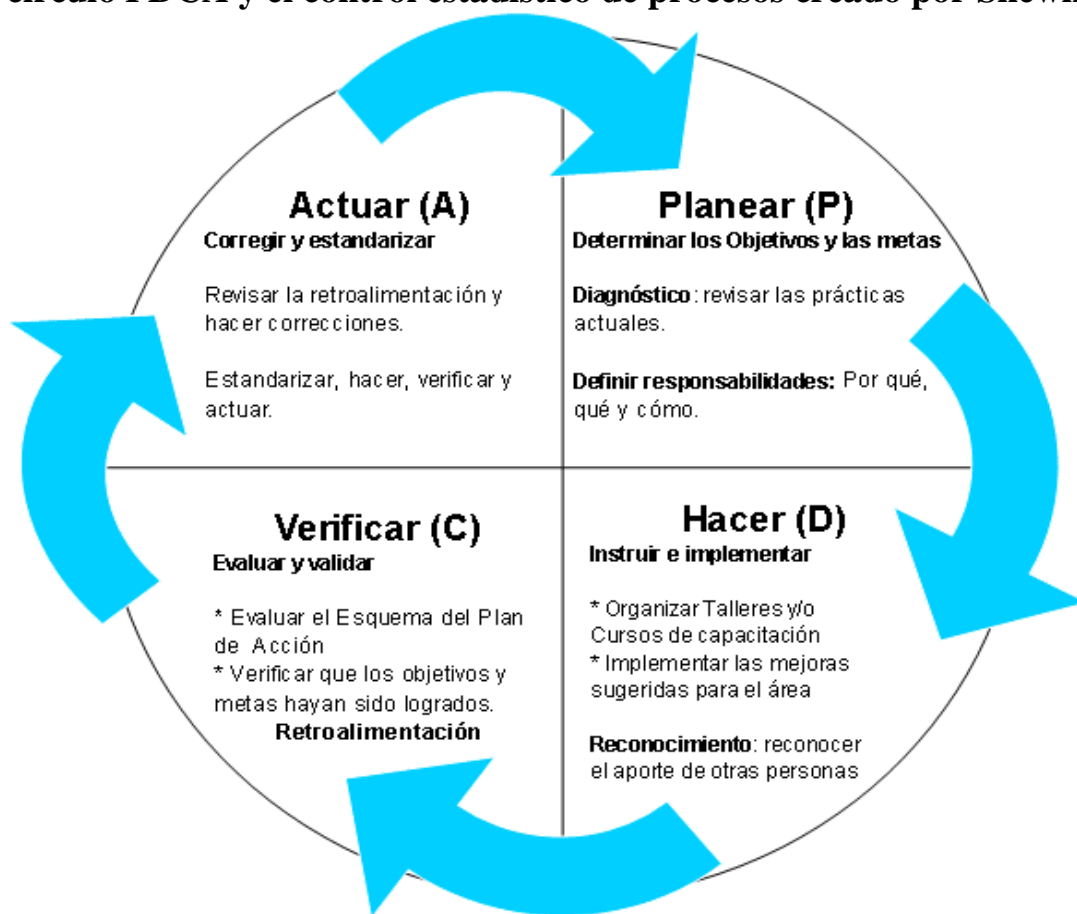 círculo PDCA y el control estadístico de procesos creado por
Actuar (A)
Corregir y estandarizar
Revisar la retroalimentación y
hacer correcciones.
Estandarizar, hacer, verificar y
actuar.
Planear (P)
Determinar los Objetivos y las metas
Diagnóstico: revisar las prácticas
actuales.
Definir responsabilidades: Por qué,
qué y cómo.
Verificar (C)
Evaluar y validar
* Evaluar el Esquema del Plan
de Acción
* Verificar que los objetivos y
metas hayan sido logrados.
Retroalimentación
Hacer (D)
Instruir e implementar
* Organizar Talleres y/o
Cursos de capacitación
* Implementar las mejoras
sugeridas para el área
Reconocimiento: reconocer
el aporte de otras personas